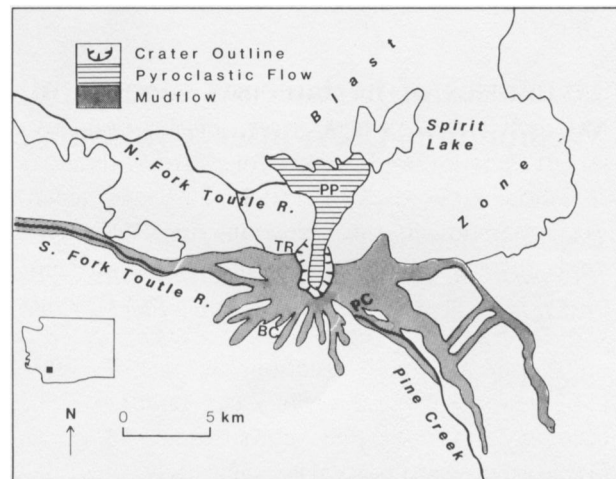 Crater Outline
Pyroclastic Flow
Mudflow
Blast
Zone
Spirit
Lake
N. Fork Toutle R.
PP
TR
S. Fork Toutle R.
PC
BC
Pine Creek
N
0 5 km